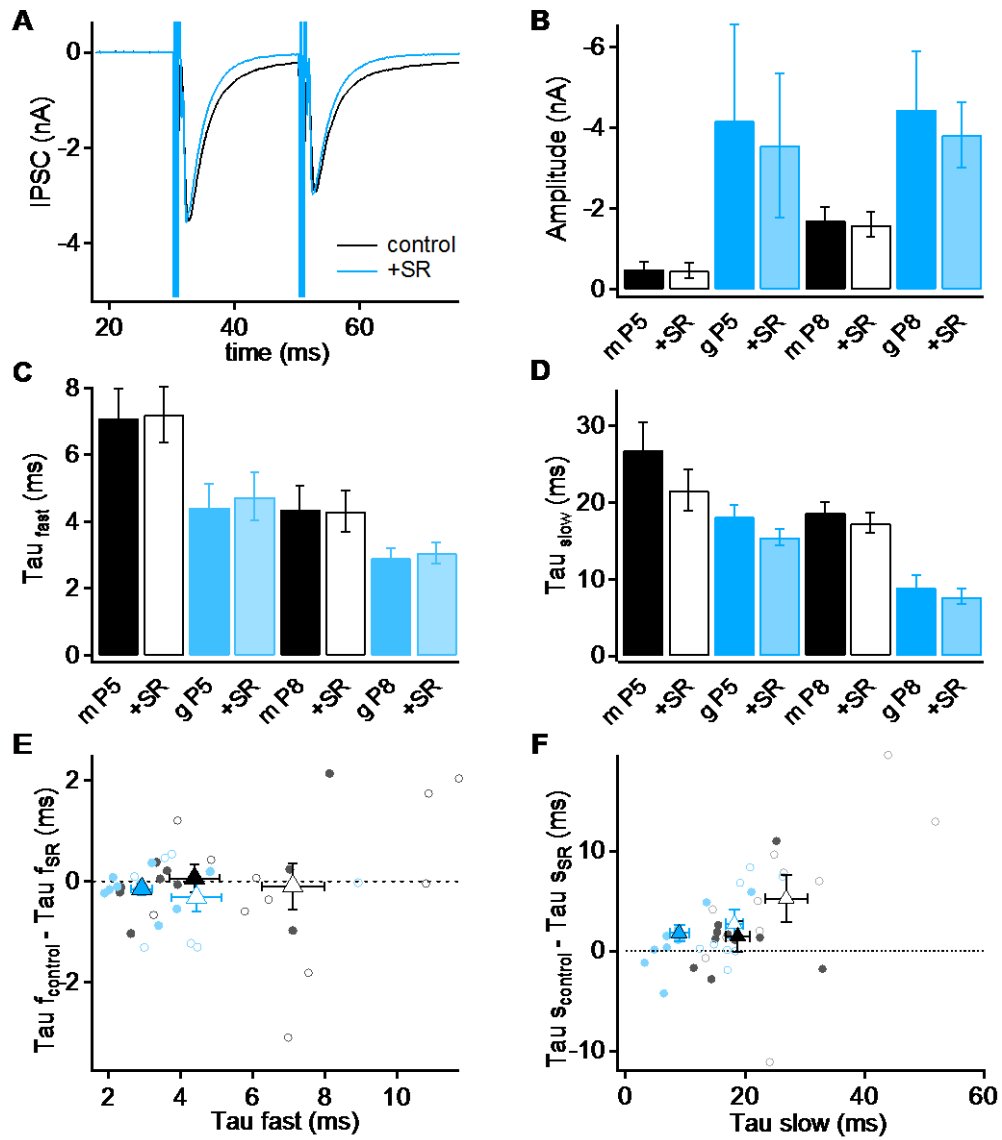 A
0
-2
-4
IPSC (nA)
control
+SR
20 40 60
time (ms)
B
-6
-4
-2
0
Amplitude (nA)
m P5 +SR g P5 +SR m P8 +SR g P8 +SR
C
8
6
4
2
0
Tau fast (ms)
m P5 +SR g P5 +SR m P8 +SR g P8 +SR
D
30
20
10
0
Tau slow (ms)
m P5 +SR g P5 +SR m P8 +SR g P8 +SR
E
2
0
-2
Tau fcontrol - Tau fSR (ms)
2 4 6 8 10
Tau fast (ms)
F
10
0
-10
Tau scontrol - Tau sSR (ms)
0 20 40 60
Tau slow (ms)